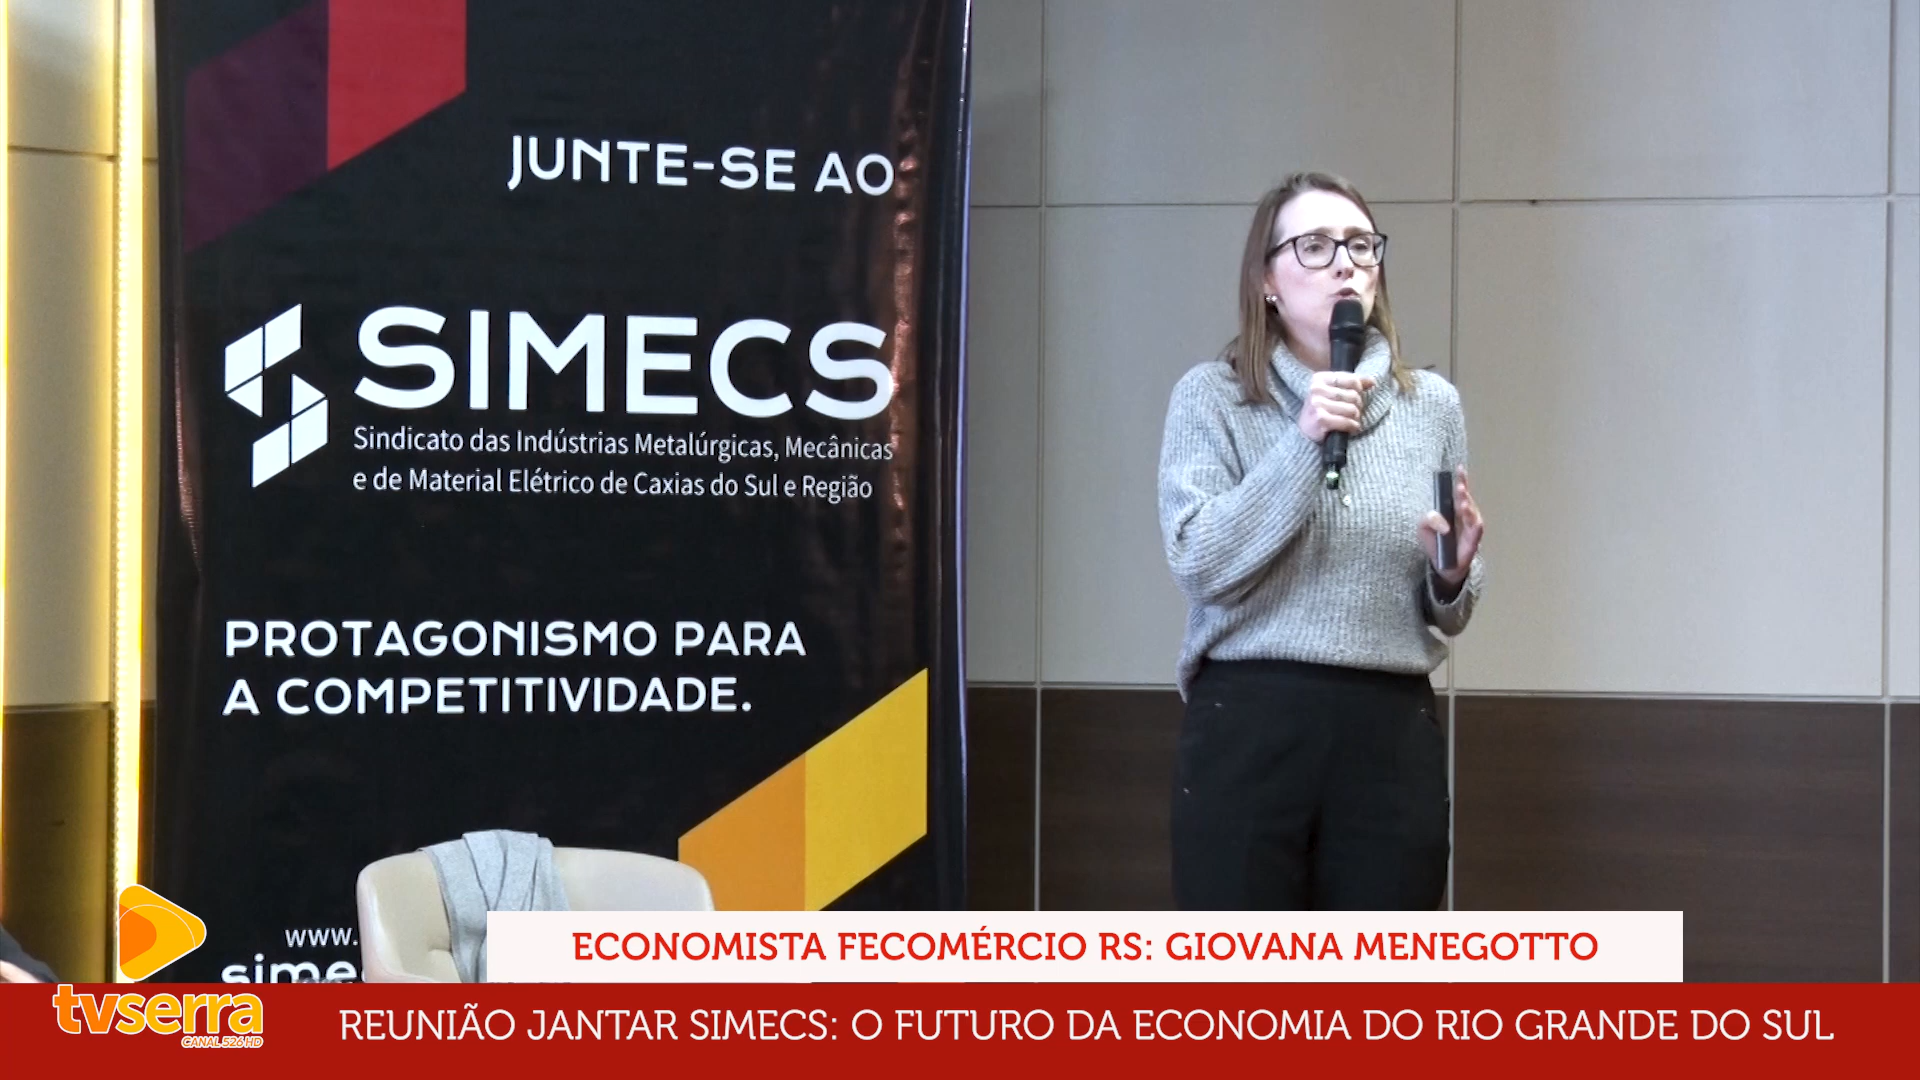 JUNTE-SE AO
SIMECS
Sindicato das Indústrias Metalúrgicas, Mecânicas
e de Material Elétrico de Caxias do Sul e Região
PROTAGONISMO PARA
A COMPETITIVIDADE.
www.
sime
ECONOMISTA FECOMÉRCIO RS: GIOVANA MENEGOTTO
tvserra
CANAL 526 HD
REUNIÃO JANTAR SIMECS: O FUTURO DA ECONOMIA DO RIO GRANDE DO SUL